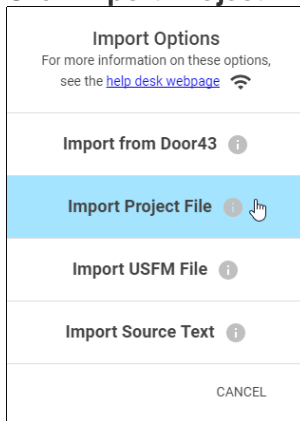 Import Options
For more information on these options,
see the help desk webpage
Import from Door43
Import Project File
Import USFM File
Import Source Text
CANCEL